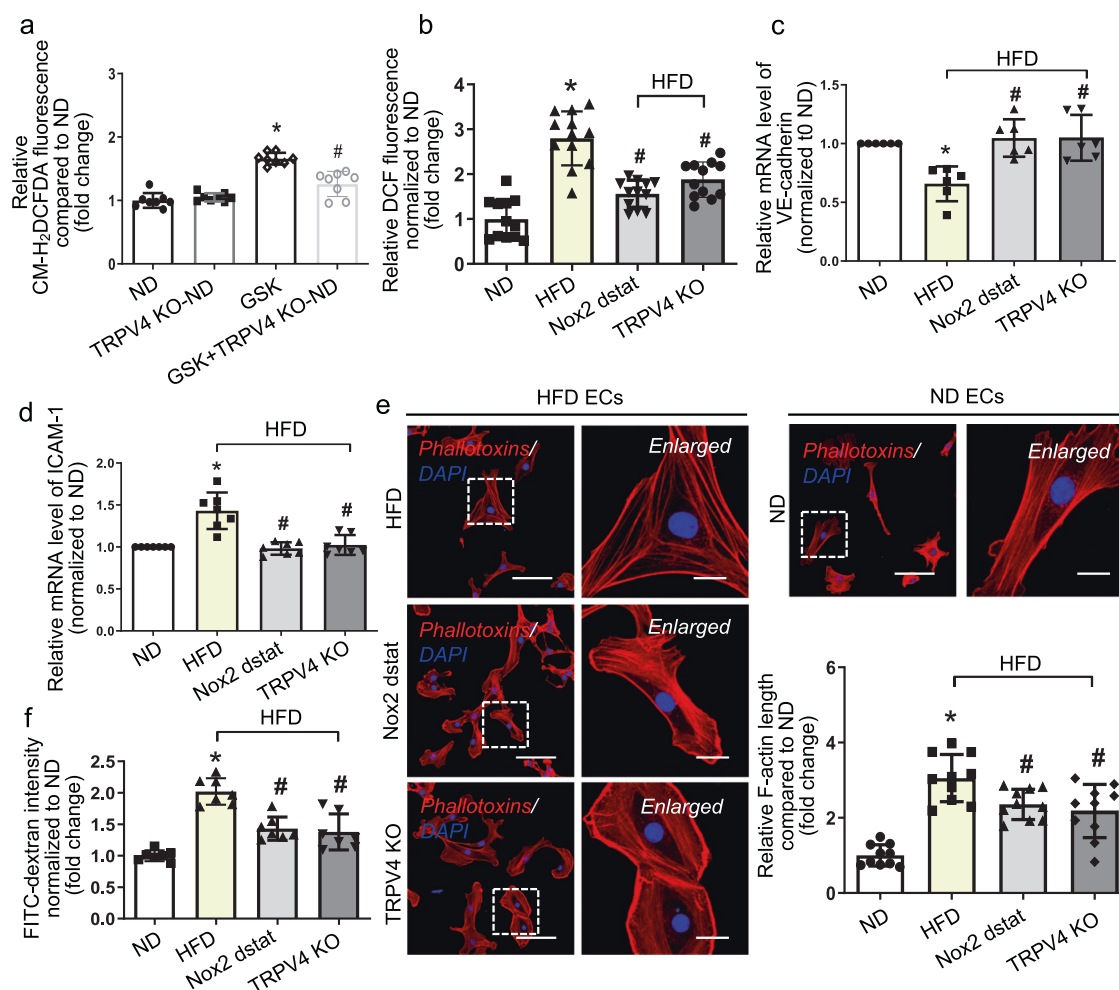 a
Relative
CM-H₂DCFDA fluorescence
compared to ND
(fold change)
3
2
1
0
ND
TRPV4 KO-ND
GSK
GSK+TRPV4 KO-ND
*
#
b
Relative DCF fluorescence
normalized to ND
(fold change)
4
3
2
1
0
ND
HFD
Nox2 dstat
TRPV4 KO
HFD
*
#
#
c
Relative mRNA level of
VE-cadherin
(normalized t0 ND)
1.5
1.0
0.5
0.0
ND
HFD
Nox2 dstat
TRPV4 KO
HFD
*
#
#
d
Relative mRNA level of ICAM-1
(normalized to ND)
2.0
1.5
1.0
0.5
0.0
ND
HFD
Nox2 dstat
TRPV4 KO
HFD
*
#
#
e
HFD ECs
ND ECs
HFD
Phallotoxins/
DAPI
Enlarged
ND
Phallotoxins/
DAPI
Enlarged
Nox2 dstat
Phallotoxins/
DAPI
Enlarged
TRPV4 KO
Phallotoxins/
DAPI
Enlarged
Relative F-actin length
compared to ND
(fold change)
6
4
2
0
ND
HFD
Nox2 dstat
TRPV4 KO
HFD
*
#
#
f
FITC-dextran intensity
normalized to ND
(fold change)
2.5
2.0
1.5
1.0
0.5
0.0
ND
HFD
Nox2 dstat
TRPV4 KO
HFD
*
#
#